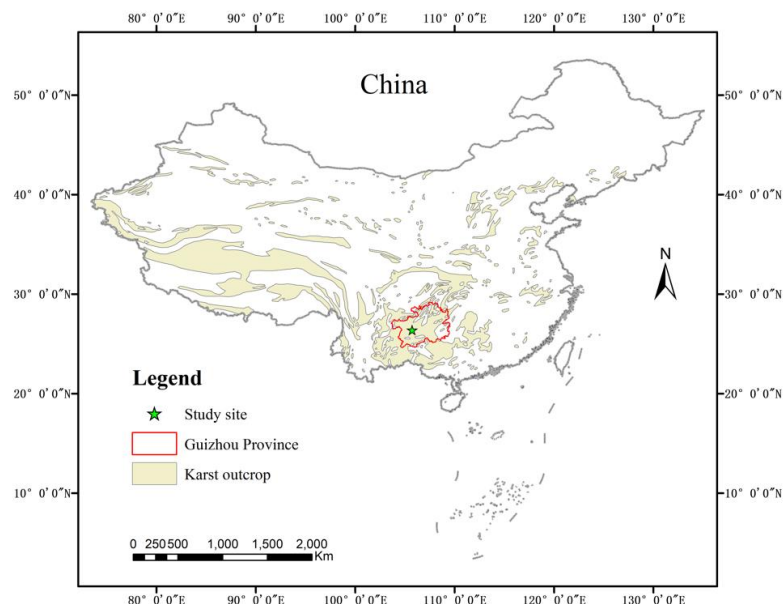 80° 0′0″E 90° 0′0″E 100° 0′0″E 110° 0′0″E 120° 0′0″E 130° 0′0″E
China
50° 0′0″N 50° 0′0″N
40° 0′0″N 40° 0′0″N
N
30° 0′0″N 30° 0′0″N
Legend
20° 0′0″N 20° 0′0″N
Study site
Guizhou Province
Karst outcrop
10° 0′0″N 10° 0′0″N
0 250 500 1,000 1,500 2,000
Km
80° 0′0″E 90° 0′0″E 100° 0′0″E 110° 0′0″E 120° 0′0″E 130° 0′0″E